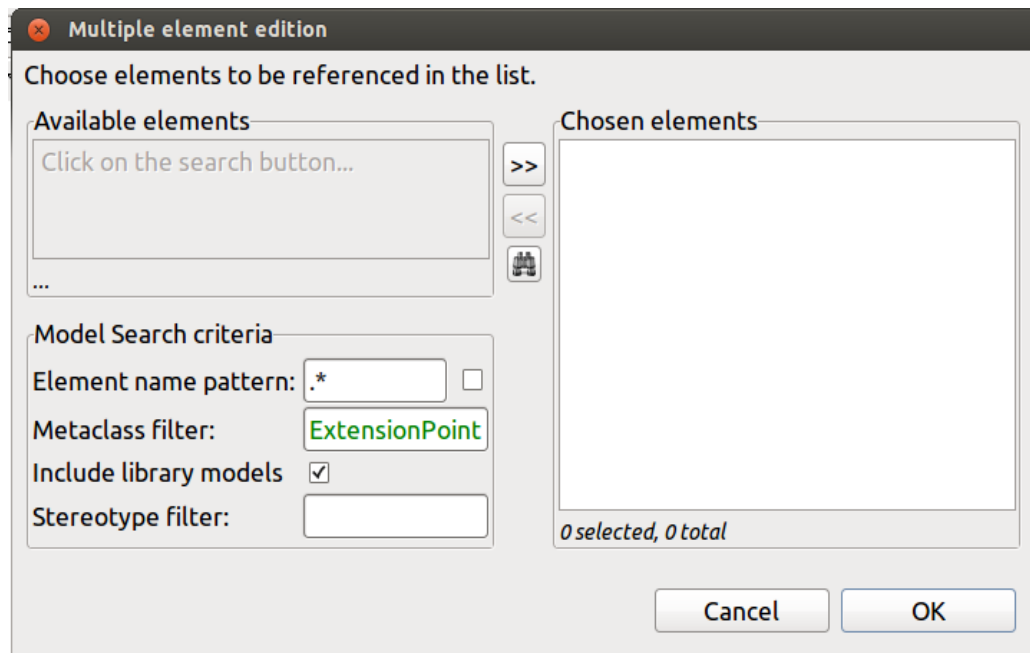 Multiple element edition
Choose elements to be referenced in the list.
Available elements
Click on the search button...
...
>>
<<
Chosen elements
0 selected, 0 total
Model Search criteria
Element name pattern: .*
Metaclass filter: ExtensionPoint
Include library models
Stereotype filter:
Cancel OK